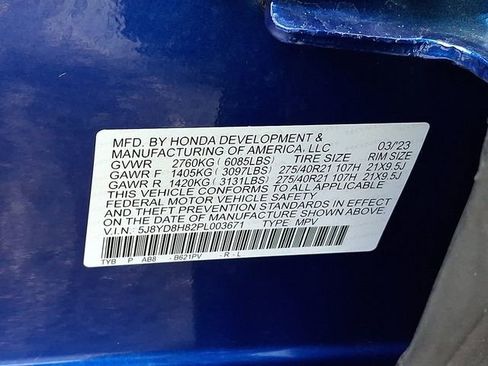 MFD. BY HONDA DEVELOPMENT &
MANUFACTURING OF AMERICA, LLC 03/'23
GVWR 2760KG (6085LBS) TIRE SIZE RIM SIZE
GAWR F 1405KG (3097LBS) 275/40R21 107H 21X9.5J
GAWR R 1420KG (3131LBS) 275/40R21 107H 21X9.5J
THIS VEHICLE CONFORMS TO ALL APPLICABLE
FEDERAL MOTOR VEHICLE SAFETY
AND THEFT PREVENTION STANDARDS IN EFFECT
ON THE DATE OF MANUFACTURE SHOWN ABOVE.
V.I.N.: 5J8YD8H82PL003671 TYPE: MPV
TYB P AB8 - B621PV - R - L